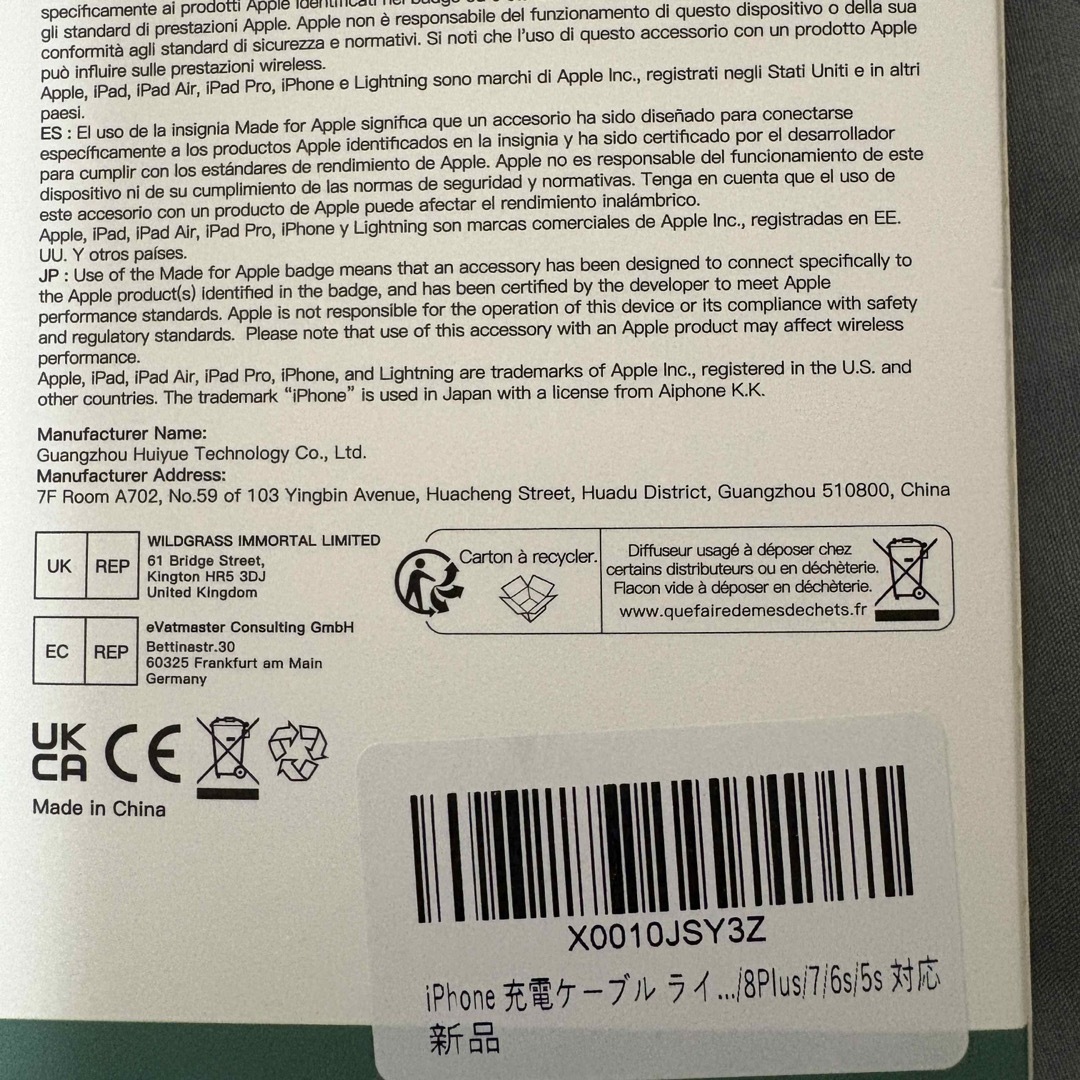 specificamente ai prodotti Apple identificati nel badge ed è
gli standard di prestazioni Apple. Apple non è responsabile del funzionamento di questo dispositivo o della sua
conformità agli standard di sicurezza e normativi. Si noti che l'uso di questo accessorio con un prodotto Apple
può influire sulle prestazioni wireless.
Apple, iPad, iPad Air, iPad Pro, iPhone e Lightning sono marchi di Apple Inc., registrati negli Stati Uniti e in altri
paesi.
ES : El uso de la insignia Made for Apple significa que un accesorio ha sido diseñado para conectarse
específicamente a los productos Apple identificados en la insignia y ha sido certificado por el desarrollador
para cumplir con los estándares de rendimiento de Apple. Apple no es responsable del funcionamiento de este
dispositivo ni de su cumplimiento de las normas de seguridad y normativas. Tenga en cuenta que el uso de
este accesorio con un producto de Apple puede afectar el rendimiento inalámbrico.
Apple, iPad, iPad Air, iPad Pro, iPhone y Lightning son marcas comerciales de Apple Inc., registradas en EE.
UU. Y otros países.
JP : Use of the Made for Apple badge means that an accessory has been designed to connect specifically to
the Apple product(s) identified in the badge, and has been certified by the developer to meet Apple
performance standards. Apple is not responsible for the operation of this device or its compliance with safety
and regulatory standards. Please note that use of this accessory with an Apple product may affect wireless
performance.
Apple, iPad, iPad Air, iPad Pro, iPhone, and Lightning are trademarks of Apple Inc., registered in the U.S. and
other countries. The trademark “iPhone” is used in Japan with a license from Aiphone K.K.
Manufacturer Name:
Guangzhou Huiyue Technology Co., Ltd.
Manufacturer Address:
7F Room A702, No.59 of 103 Yingbin Avenue, Huacheng Street, Huadu District, Guangzhou 510800, China
UK REP
WILDGRASS IMMORTAL LIMITED
61 Bridge Street,
Kington HR5 3DJ
United Kingdom
EC REP
eVatmaster Consulting GmbH
Bettinastr.30
60325 Frankfurt am Main
Germany
Carton à recycler.
Diffuseur usagé à déposer chez
certains distributeurs ou en déchèterie.
Flacon vide à déposer en déchèterie.
www.quefairedemesdechets.fr
UK
CA CE
Made in China
X0010JSY3Z
iPhone 充電ケーブル ライ.../8Plus/7/6s/5s 対応
新品